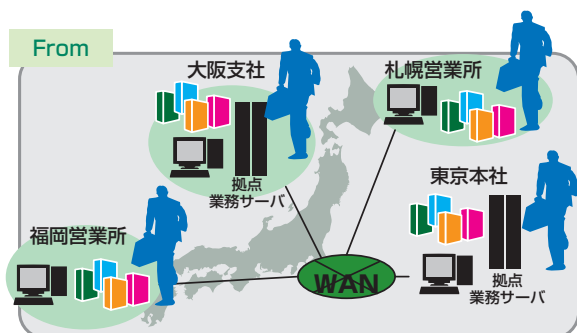 From
大阪支社
札幌営業所
拠点
業務サーバ
東京本社
福岡営業所
WAN
拠点
業務サーバ